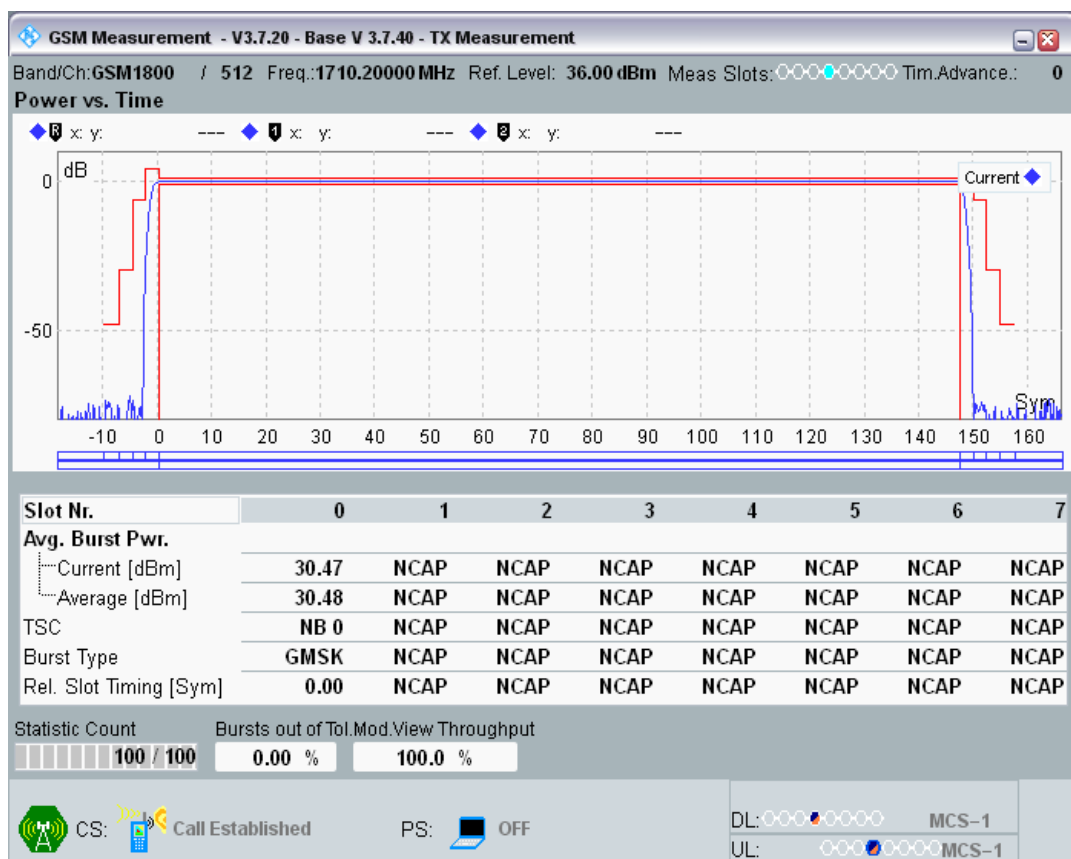 GSM Measurement - V3.7.20 - Base V 3.7.40 - TX Measurement
Band/Ch:GSM1800 / 512 Freq.:1710.20000 MHz Ref. Level: 36.00 dBm Meas Slots: Tim.Advance.: 0
Power vs. Time
R x: y: --- 1 x: y: --- 2 x: y: ---
dB
Current
0
-50
Sym
-10 0 10 20 30 40 50 60 70 80 90 100 110 120 130 140 150 160
Slot Nr. 0 1 2 3 4 5 6 7
Avg. Burst Pwr.
Current [dBm] 30.47 NCAP NCAP NCAP NCAP NCAP NCAP NCAP
Average [dBm] 30.48 NCAP NCAP NCAP NCAP NCAP NCAP NCAP
TSC NB 0 NCAP NCAP NCAP NCAP NCAP NCAP NCAP
Burst Type GMSK NCAP NCAP NCAP NCAP NCAP NCAP NCAP
Rel. Slot Timing [Sym] 0.00 NCAP NCAP NCAP NCAP NCAP NCAP NCAP
Statistic Count Bursts out of Tol.Mod.View Throughput
100 / 100 0.00 % 100.0 %
CS: Call Established PS: OFF
DL: MCS-1
UL: MCS-1